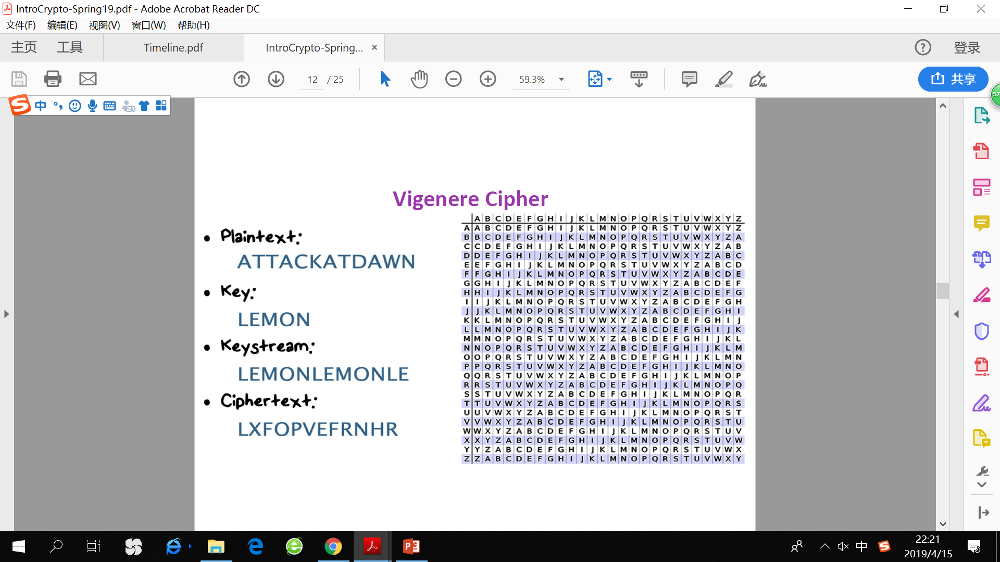 IntroCrypto-Spring19.pdf - Adobe Acrobat Reader DC
文件(F) 编辑(E) 视图(V) 窗口(W) 帮助(H)
主页 工具 Timeline.pdf IntroCrypto-Spring... × ? 登录
12 / 25 59.3% 共享
57
S 中
Vigenere Cipher
• Plaintext:
ATTACKATDAWN
• Key:
LEMON
• Keystream:
LEMONLEMONLE
• Ciphertext:
LXFOPVEFRNHR
A B C D E F G H I J K L M N O P Q R S T U V W X Y Z
A A B C D E F G H I J K L M N O P Q R S T U V W X Y Z
B B C D E F G H I J K L M N O P Q R S T U V W X Y Z A
C C D E F G H I J K L M N O P Q R S T U V W X Y Z A B
D D E F G H I J K L M N O P Q R S T U V W X Y Z A B C
E E F G H I J K L M N O P Q R S T U V W X Y Z A B C D
F F G H I J K L M N O P Q R S T U V W X Y Z A B C D E
G G H I J K L M N O P Q R S T U V W X Y Z A B C D E F
H H I J K L M N O P Q R S T U V W X Y Z A B C D E F G
I I J K L M N O P Q R S T U V W X Y Z A B C D E F G H
J J K L M N O P Q R S T U V W X Y Z A B C D E F G H I
K K L M N O P Q R S T U V W X Y Z A B C D E F G H I J
L L M N O P Q R S T U V W X Y Z A B C D E F G H I J K
M M N O P Q R S T U V W X Y Z A B C D E F G H I J K L
N N O P Q R S T U V W X Y Z A B C D E F G H I J K L M
O O P Q R S T U V W X Y Z A B C D E F G H I J K L M N
P P Q R S T U V W X Y Z A B C D E F G H I J K L M N O
Q Q R S T U V W X Y Z A B C D E F G H I J K L M N O P
R R S T U V W X Y Z A B C D E F G H I J K L M N O P Q
S S T U V W X Y Z A B C D E F G H I J K L M N O P Q R
T T U V W X Y Z A B C D E F G H I J K L M N O P Q R S
U U V W X Y Z A B C D E F G H I J K L M N O P Q R S T
V V W X Y Z A B C D E F G H I J K L M N O P Q R S T U
W W X Y Z A B C D E F G H I J K L M N O P Q R S T U V
X X Y Z A B C D E F G H I J K L M N O P Q R S T U V W
Y Y Z A B C D E F G H I J K L M N O P Q R S T U V W X
Z Z A B C D E F G H I J K L M N O P Q R S T U V W X Y
中 S 22:21
2019/4/15